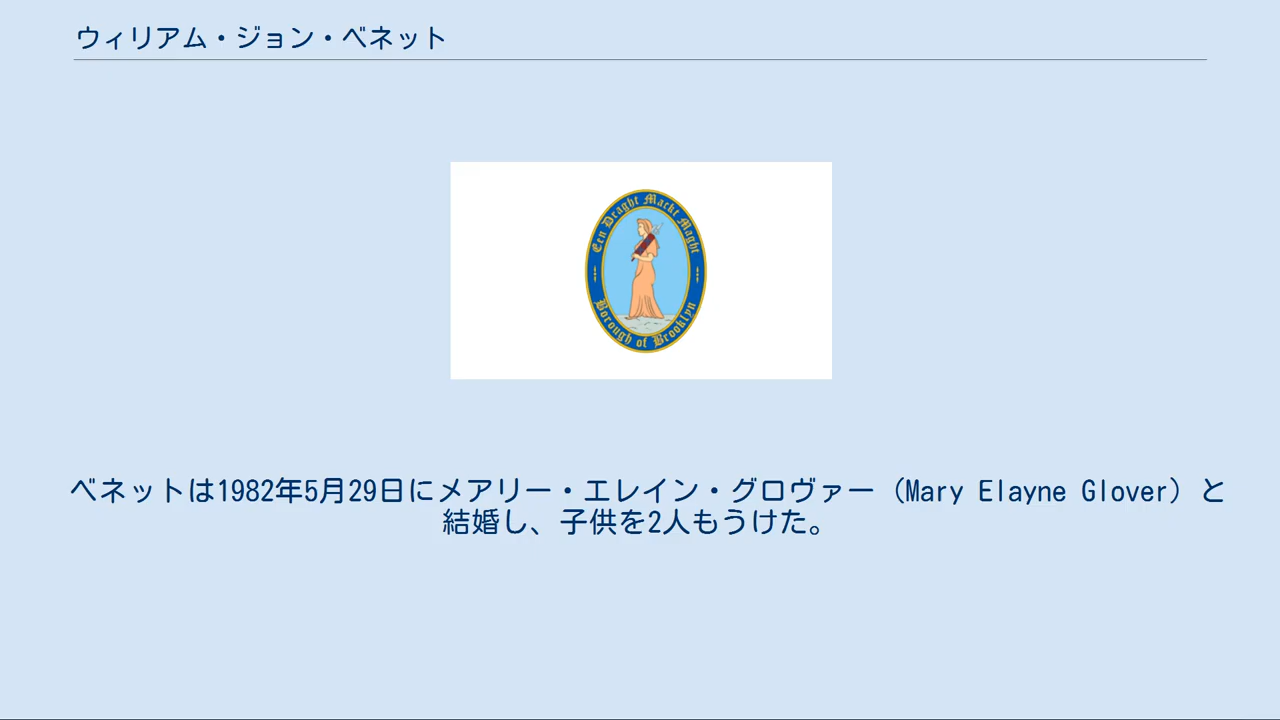 ウィリアム・ジョン・ベネット
Een Draght Mackt Maght
Borough of Brooklyn
ベネットは1982年5月29日にメアリー・エレイン・グロヴァー（Mary Elayne Glover）と
結婚し、子供を2人もうけた。